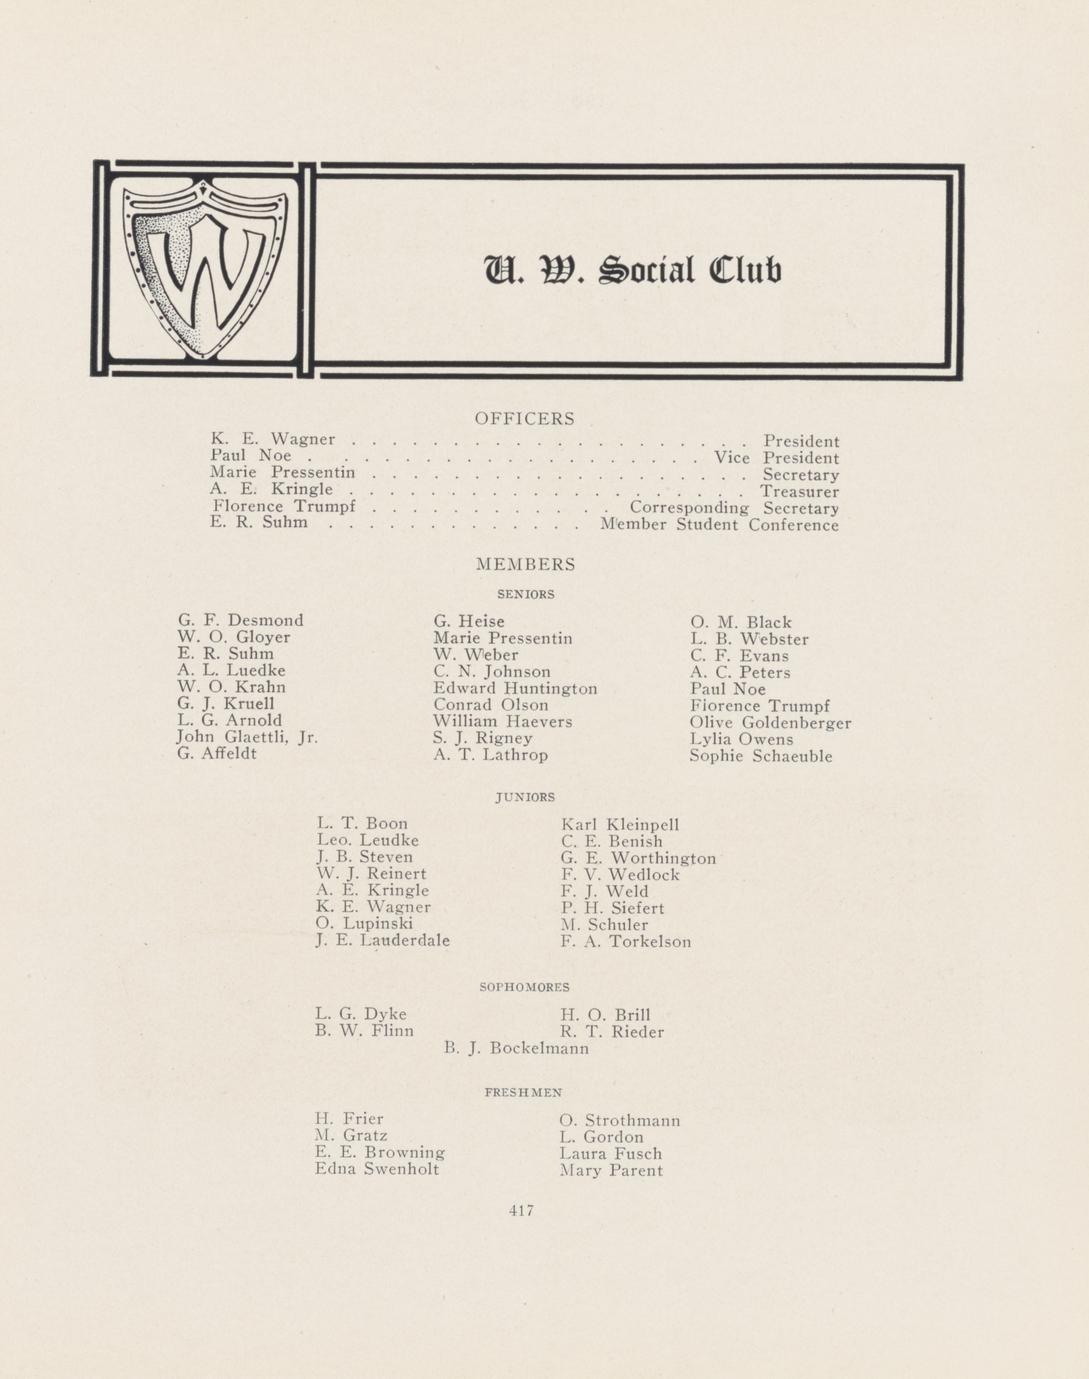 W
U. W. Social Club
OFFICERS
K. E. Wagner . . . . . . . . . . . . . . . . . . . . President
Paul Noe . . . . . . . . . . . . . . . . . . . Vice President
Marie Pressentin . . . . . . . . . . . . . . . . . . . Secretary
A. E. Kringle . . . . . . . . . . . . . . . . . . . . Treasurer
Florence Trumpf . . . . . . . . . . . . Corresponding Secretary
E. R. Suhm . . . . . . . . . . . . . Member Student Conference
MEMBERS
SENIORS
G. F. Desmond
W. O. Gloyer
E. R. Suhm
A. L. Luedke
W. O. Krahn
G. J. Kruell
L. G. Arnold
John Glaettli, Jr.
G. Affeldt
G. Heise
Marie Pressentin
W. Weber
C. N. Johnson
Edward Huntington
Conrad Olson
William Haevers
S. J. Rigney
A. T. Lathrop
O. M. Black
L. B. Webster
C. F. Evans
A. C. Peters
Paul Noe
Florence Trumpf
Olive Goldenberger
Lylia Owens
Sophie Schaeuble
JUNIORS
L. T. Boon
Leo. Leudke
J. B. Steven
W. J. Reinert
A. E. Kringle
K. E. Wagner
O. Lupinski
J. E. Lauderdale
Karl Kleinpell
C. E. Benish
G. E. Worthington
F. V. Wedlock
F. J. Weld
P. H. Siefert
M. Schuler
F. A. Torkelson
SOPHOMORES
L. G. Dyke
B. W. Flinn
H. O. Brill
R. T. Rieder
B. J. Bockelmann
FRESHMEN
H. Frier
M. Gratz
E. E. Browning
Edna Swenholt
O. Strothmann
L. Gordon
Laura Fusch
Mary Parent
417